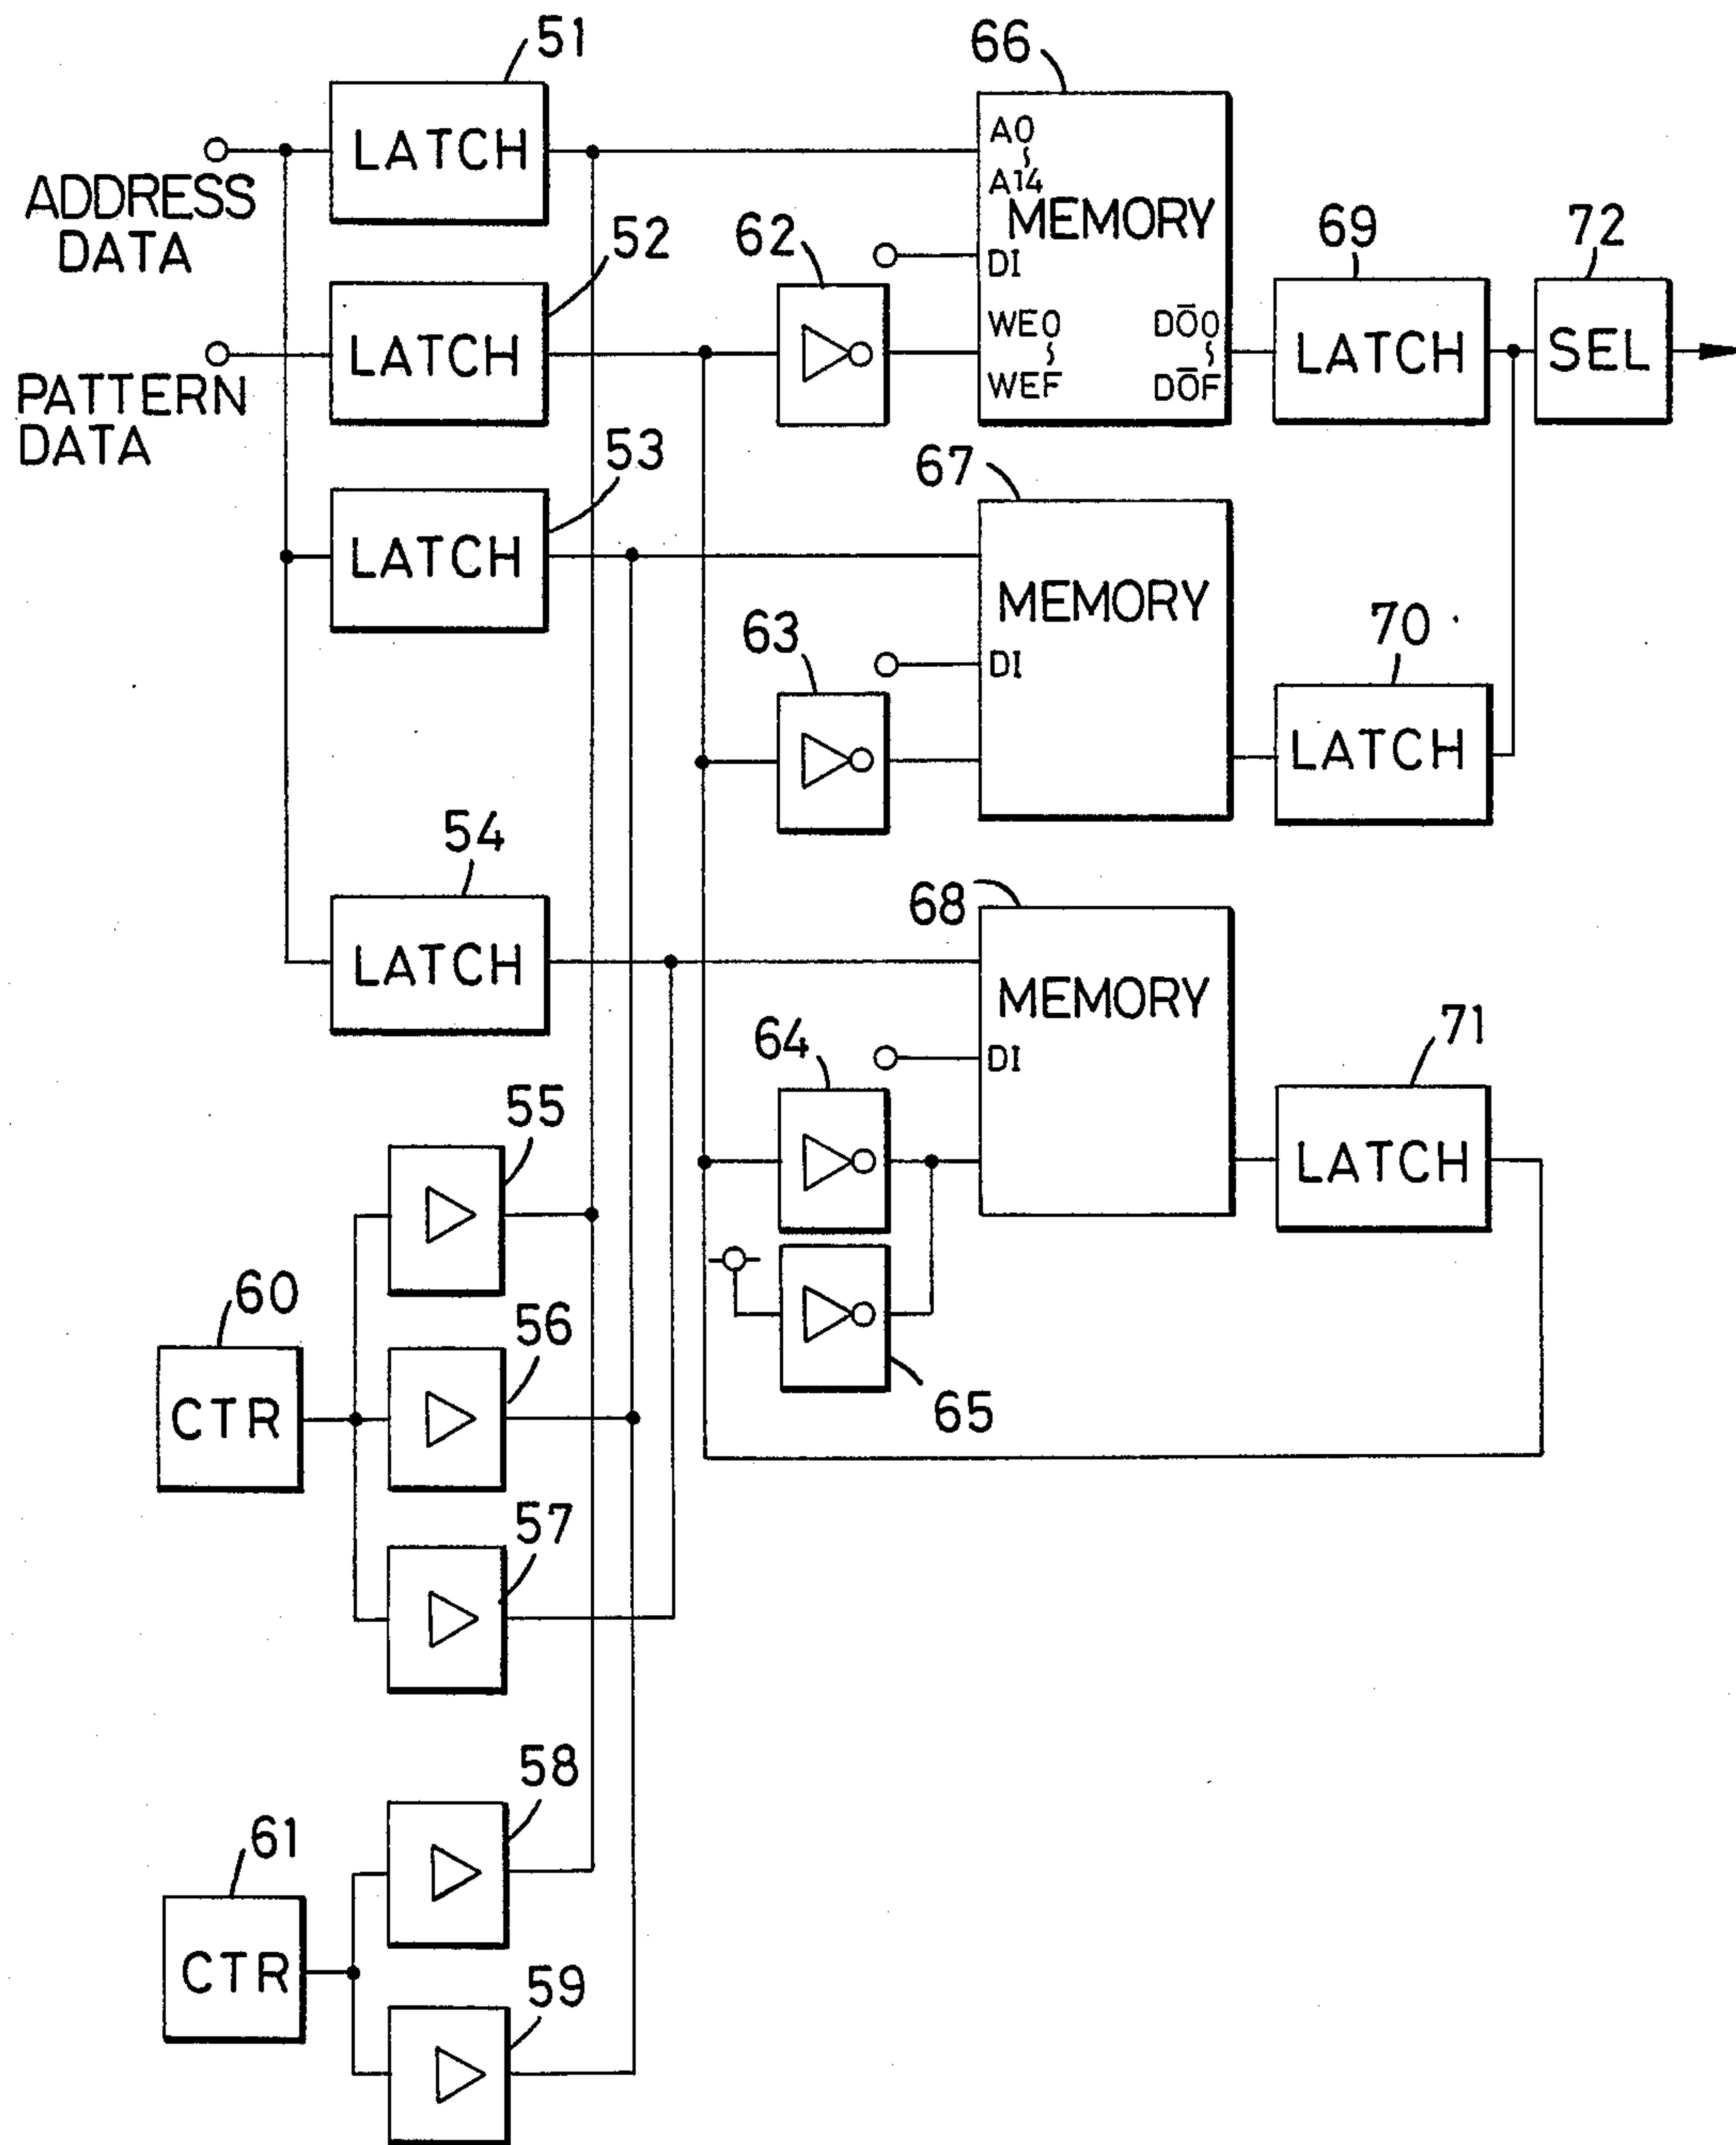 51
LATCH
ADDRESS
DATA
52
LATCH
PATTERN
DATA
53
LATCH
54
LATCH
55
56
57
60
CTR
58
59
61
CTR
62
63
64
65
66
A0
A14
MEMORY
DI
WE0
WEF
DŌ0
DŌF
67
MEMORY
DI
68
MEMORY
DI
69
LATCH
70
LATCH
71
LATCH
72
SEL